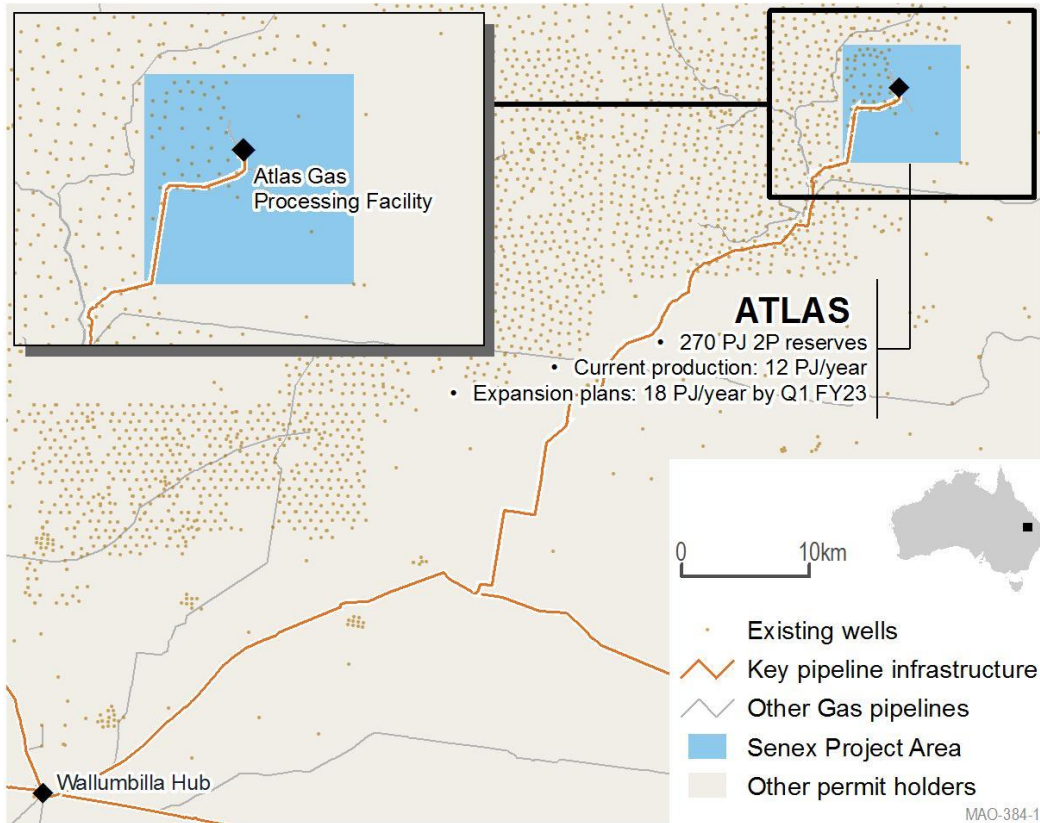 Atlas Gas
Processing Facility
ATLAS
• 270 PJ 2P reserves
• Current production: 12 PJ/year
• Expansion plans: 18 PJ/year by Q1 FY23
0 10km
Existing wells
Key pipeline infrastructure
Other Gas pipelines
Senex Project Area
Other permit holders
Wallumbilla Hub
MAO-384-1